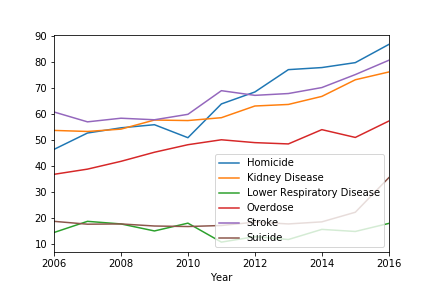 90
80
70
60
50
40
30
20
10
Homicide
Kidney Disease
Lower Respiratory Disease
Overdose
Stroke
Suicide
2006 2008 2010 2012 2014 2016
Year